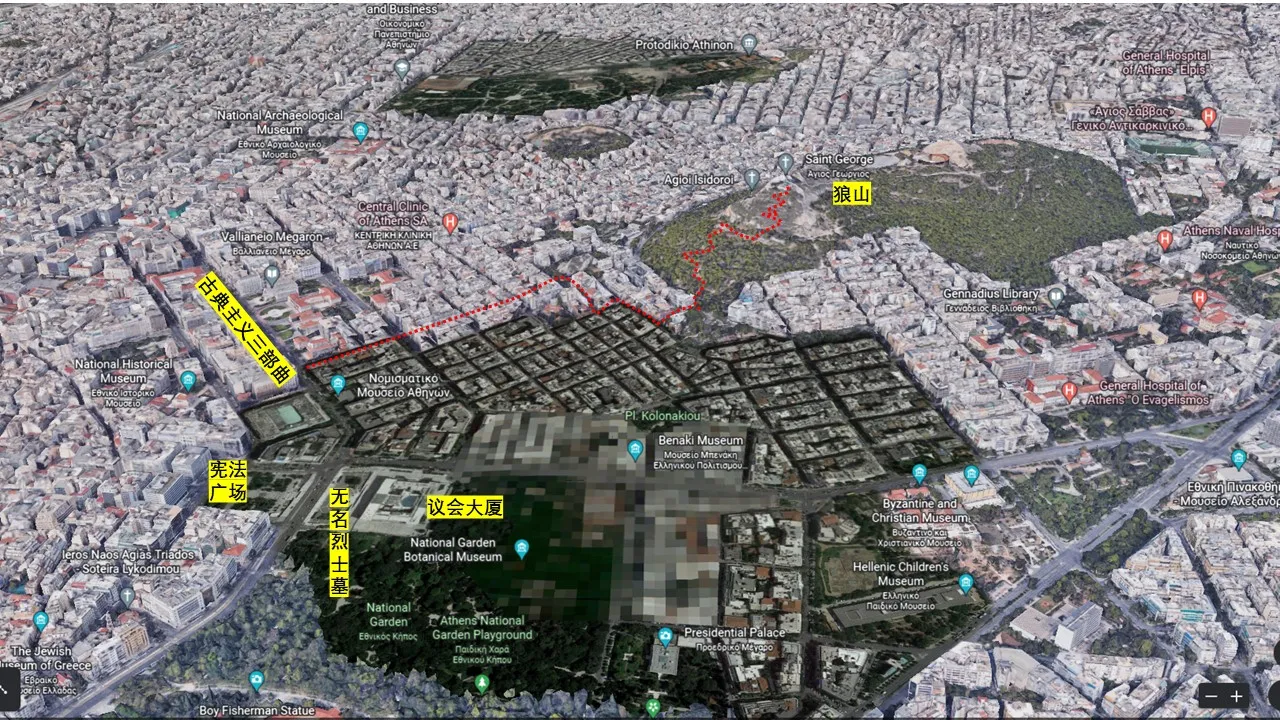 and Business
Οικονομικό
Πανεπιστήμιο
Αθηνών
Protodikio Athinon
General Hospital
of Athens "Elpis"
National Archaeological
Museum
Εθνικό Αρχαιολογικό
Μουσείο
«Άγιος Σάββας»
Γενικό Αντικαρκινικό...
Saint George
Άγιος Γεώργιος
Agioi Isidoroi
狼山
Central Clinic
of Athens SA
ΚΕΝΤΡΙΚΗ ΚΛΙΝΙΚΗ
ΑΘΗΝΩΝ Α.Ε
Vallianeio Megaron
Βαλλιάνειο Μέγαρο
Athens Naval Hosp
Ναυτικό
Νοσοκομείο Αθηνών
古典主义三部曲
Gennadius Library
Γεννάδειος Βιβλιοθήκη
National Historical
Museum
Εθνικό Ιστορικό
Μουσείο
Νομισματικό
Μουσείο Αθηνών
General Hospital of
Athens "O Evagelismos"
Pl. Kolonakiou
Benaki Museum
Μουσείο Μπενάκη
Ελληνικού Πολιτισμού...
宪法
广场
无名烈士墓
议会大厦
Εθνική Πινακοθήκη
- Μουσείο Αλεξάνδ
Byzantine and
Christian Museum
Βυζαντινό και
Χριστιανικό Μουσείο
National Garden
Botanical Museum
Ieros Naos Agias Triados
- Soteira Lykodimou
Hellenic Children's
Museum
Ελληνικό
Παιδικό Μουσείο
National
Garden
Εθνικός Κήπος
Athens National
Garden Playground
Παιδική Χαρά
Εθνικού Κήπου
Presidential Palace
Προεδρικό Μέγαρο
The Jewish
Museum of Greece
Εβραϊκό
Μουσείο Ελλάδας
Boy Fisherman Statue